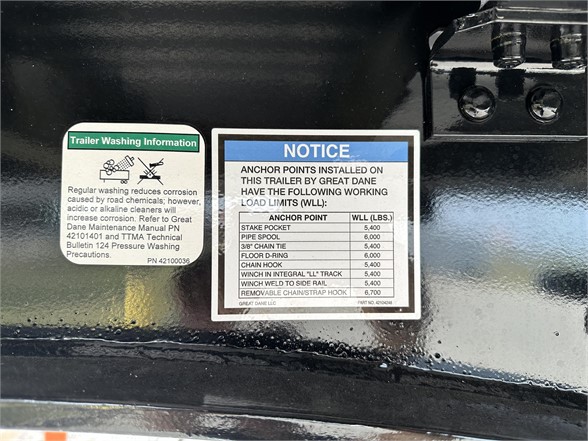 Trailer Washing Information
Regular washing reduces corrosion
caused by road chemicals; however,
acidic or alkaline cleaners will
increase corrosion. Refer to Great
Dane Maintenance Manual PN
42101401 and TTMA Technical
Bulletin 124 Pressure Washing
Precautions.
PN 42100036
NOTICE
ANCHOR POINTS INSTALLED ON
THIS TRAILER BY GREAT DANE
HAVE THE FOLLOWING WORKING
LOAD LIMITS (WLL):
ANCHOR POINT WLL (LBS.)
STAKE POCKET 5,400
PIPE SPOOL 6,000
3/8" CHAIN TIE 5,400
FLOOR D-RING 6,000
CHAIN HOOK 5,400
WINCH IN INTEGRAL "LL" TRACK 5,400
WINCH WELD TO SIDE RAIL 5,400
REMOVABLE CHAIN/STRAP HOOK 6,700
GREAT DANE LLC PART NO. 42104046